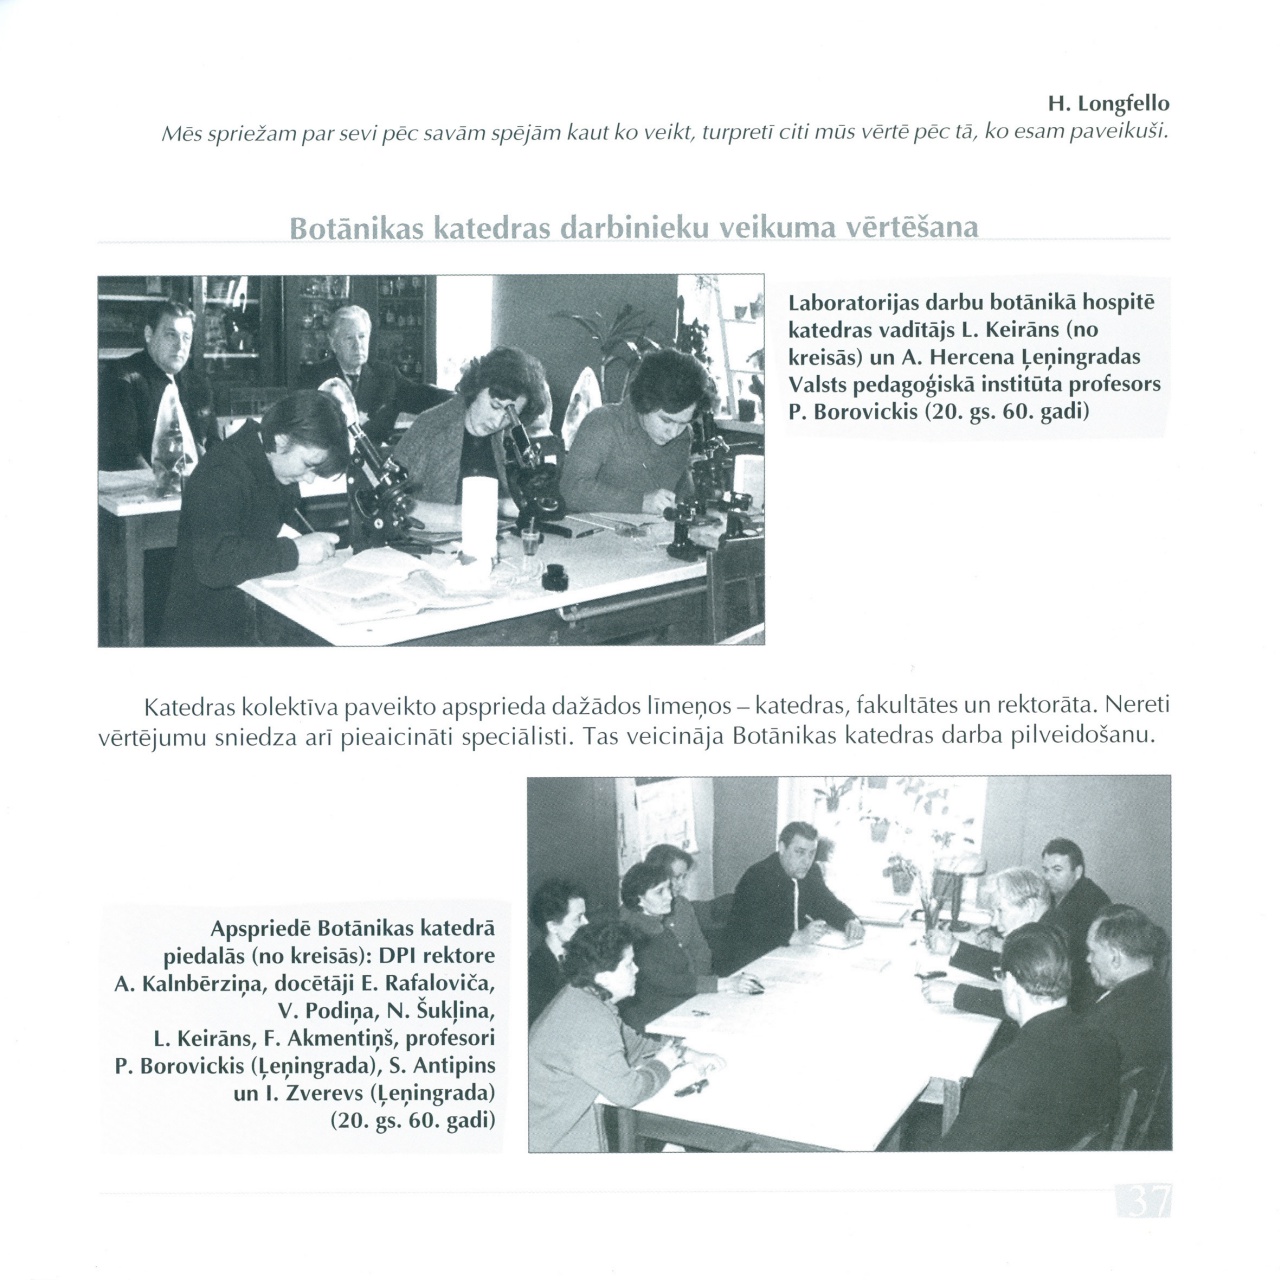 H. Longfello
Mēs spriežam par sevi pēc savām spējām kaut ko veikt, turpretī citi mūs vērtē pēc tā, ko esam paveikuši.
Botānikas katedras darbinieku veikuma vērtēšana
Laboratorijas darbu botānikā hospitē
katedras vadītājs L. Keirāns (no
kreisās) un A. Hercena Ļeņingradas
Valsts pedagoģiskā institūta profesors
P. Borovickis (20. gs. 60. gadi)
Katedras kolektīva paveikto apsprieda dažādos līmeņos – katedras, fakultātes un rektorāta. Nereti
vērtējumu sniedza arī pieaicināti speciālisti. Tas veicināja Botānikas katedras darba pilveidošanu.
Apspriedē Botānikas katedrā
piedalās (no kreisās): DPI rektore
A. Kalnbērziņa, docētāji E. Rafaloviča,
V. Podiņa, N. Šukļina,
L. Keirāns, F. Akmentiņš, profesori
P. Borovickis (Ļeņingrada), S. Antipins
un I. Zverevs (Ļeņingrada)
(20. gs. 60. gadi)
37